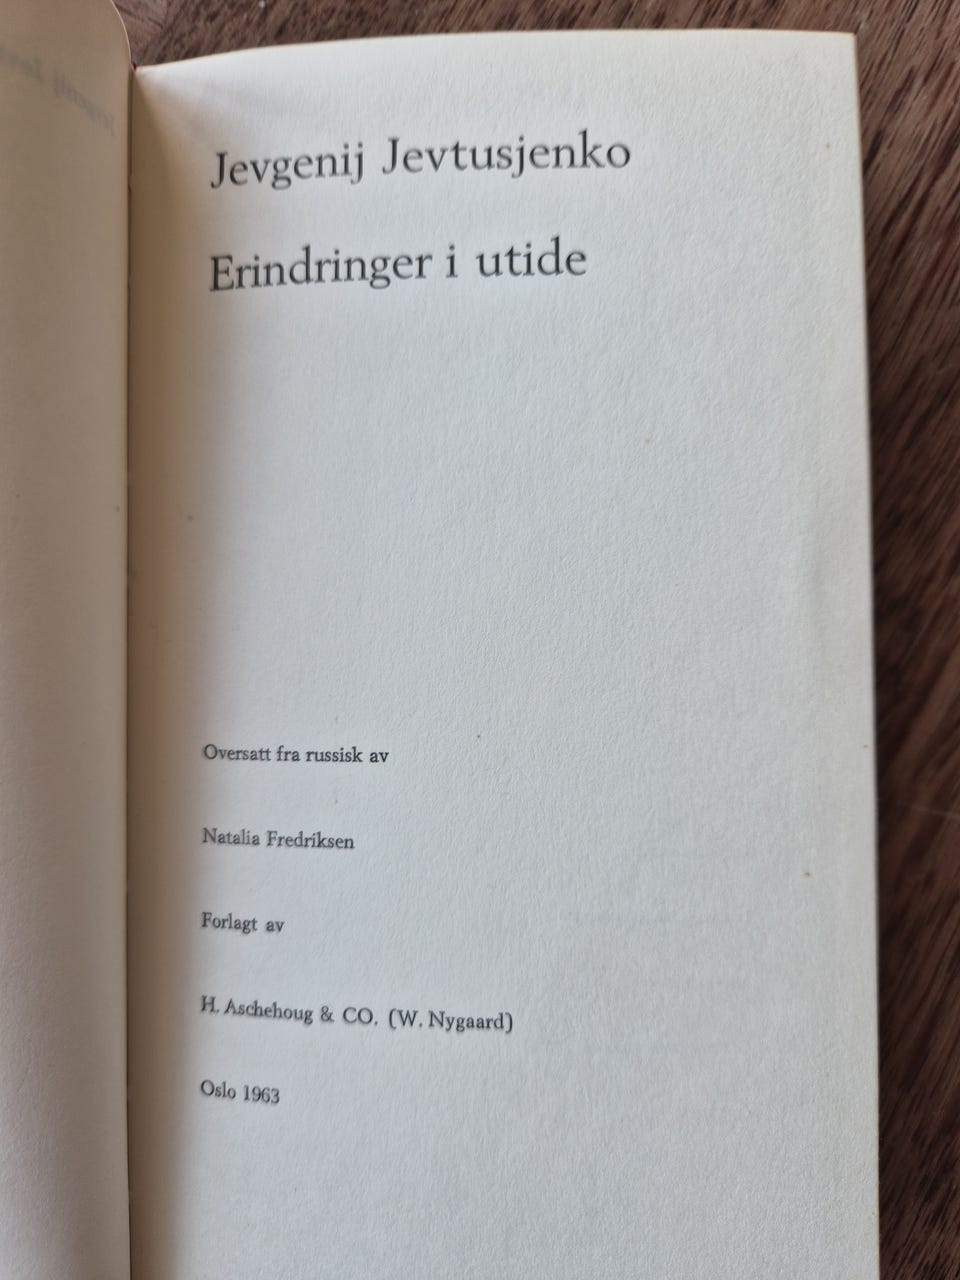 Jevgenij Jevtusjenko
Erindringer i utide
Oversatt fra russisk av
Natalia Fredriksen
Forlagt av
H. Aschehoug & CO. (W. Nygaard)
Oslo 1963